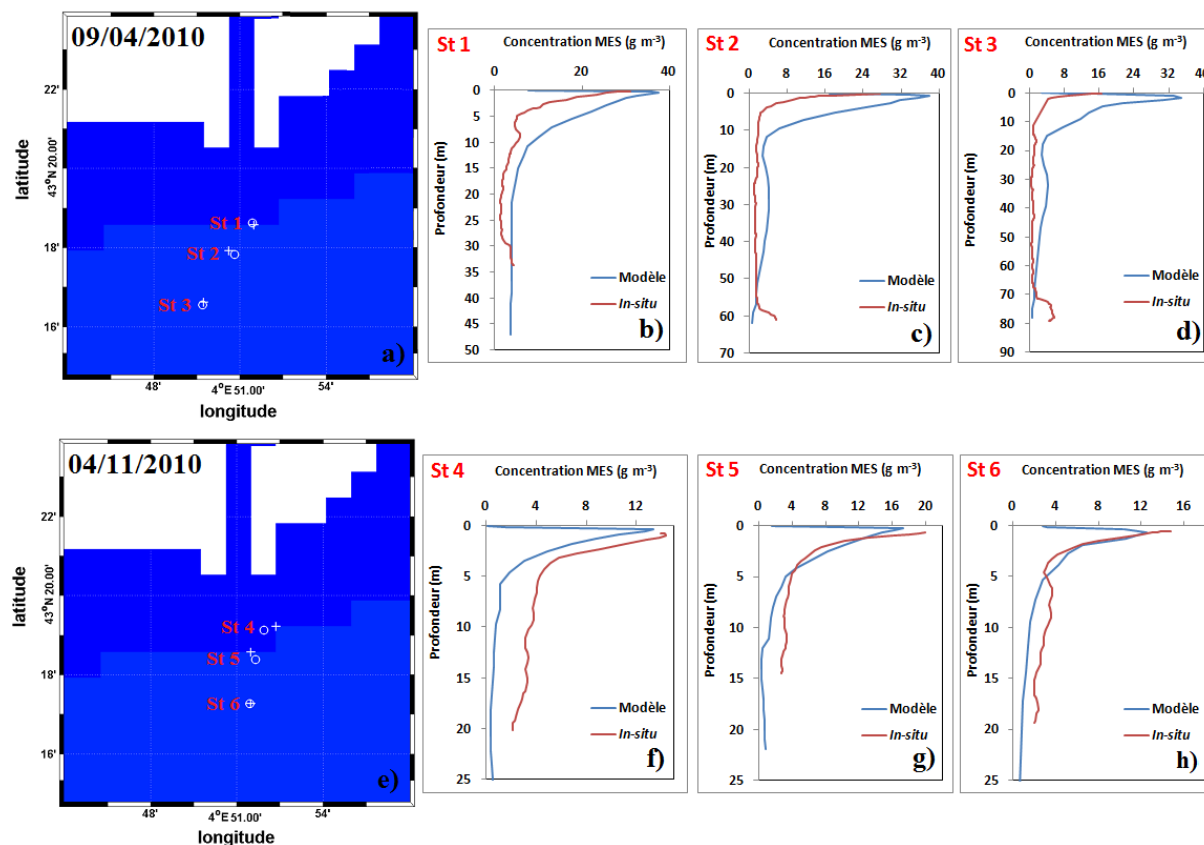 09/04/2010
22'
43°N 20.00'
18'
16'
latitude
St 1
St 2
St 3
a)
48'
4°E 51.00'
54'
longitude
St 1
Concentration MES (g m⁻³)
0 20 40
Profondeur (m)
0
5
10
15
20
25
30
35
40
45
50
Modèle
In-situ
b)
St 2
Concentration MES (g m⁻³)
0 8 16 24 32 40
Profondeur (m)
0
10
20
30
40
50
60
70
Modèle
In-situ
c)
St 3
Concentration MES (g m⁻³)
0 8 16 24 32 40
Profondeur (m)
0
10
20
30
40
50
60
70
80
90
Modèle
In-situ
d)
04/11/2010
22'
43°N 20.00'
18'
16'
latitude
St 4
St 5
St 6
e)
48'
4°E 51.00'
54'
longitude
St 4
Concentration MES (g m⁻³)
0 4 8 12
Profondeur (m)
0
5
10
15
20
25
Modèle
In-situ
f)
St 5
Concentration MES (g m⁻³)
0 4 8 12 16 20
Profondeur (m)
0
5
10
15
20
25
Modèle
In-situ
g)
St 6
Concentration MES (g m⁻³)
0 4 8 12 16
Profondeur (m)
0
5
10
15
20
25
Modèle
In-situ
h)